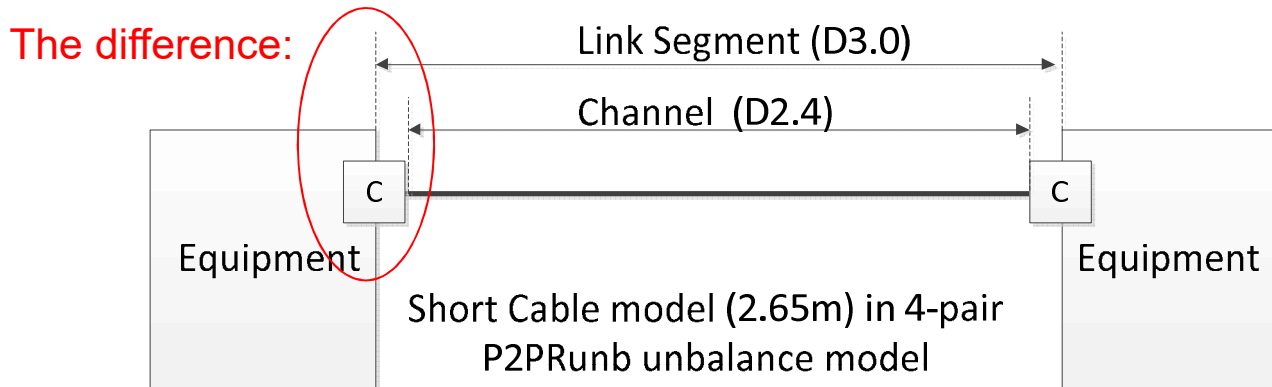 The difference:
Link Segment (D3.0)
Channel (D2.4)
C
C
Equipment
Equipment
Short Cable model (2.65m) in 4-pair
P2PRunb unbalance model